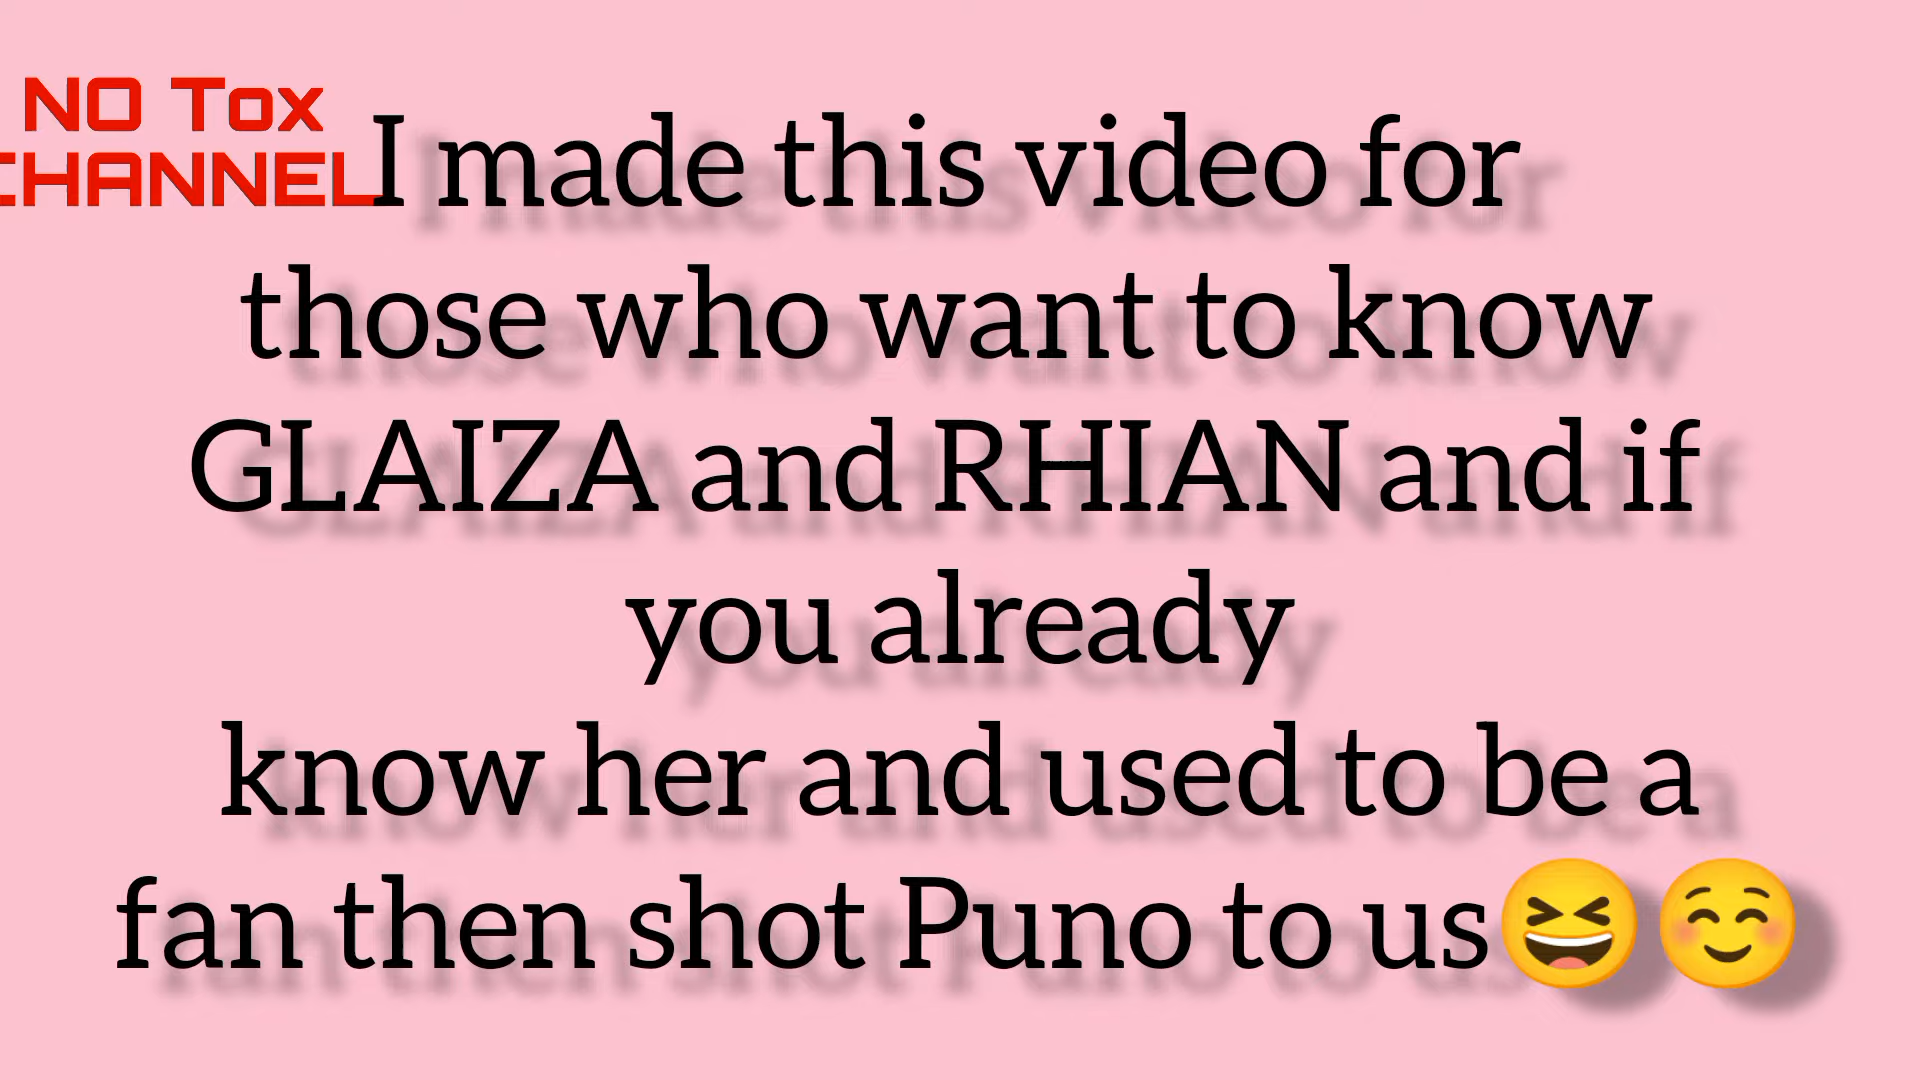 NO Tox
CHANNEL
I made this video for
those who want to know
GLAIZA and RHIAN and if
you already
know her and used to be a
fan then shot Puno to us😆☺️